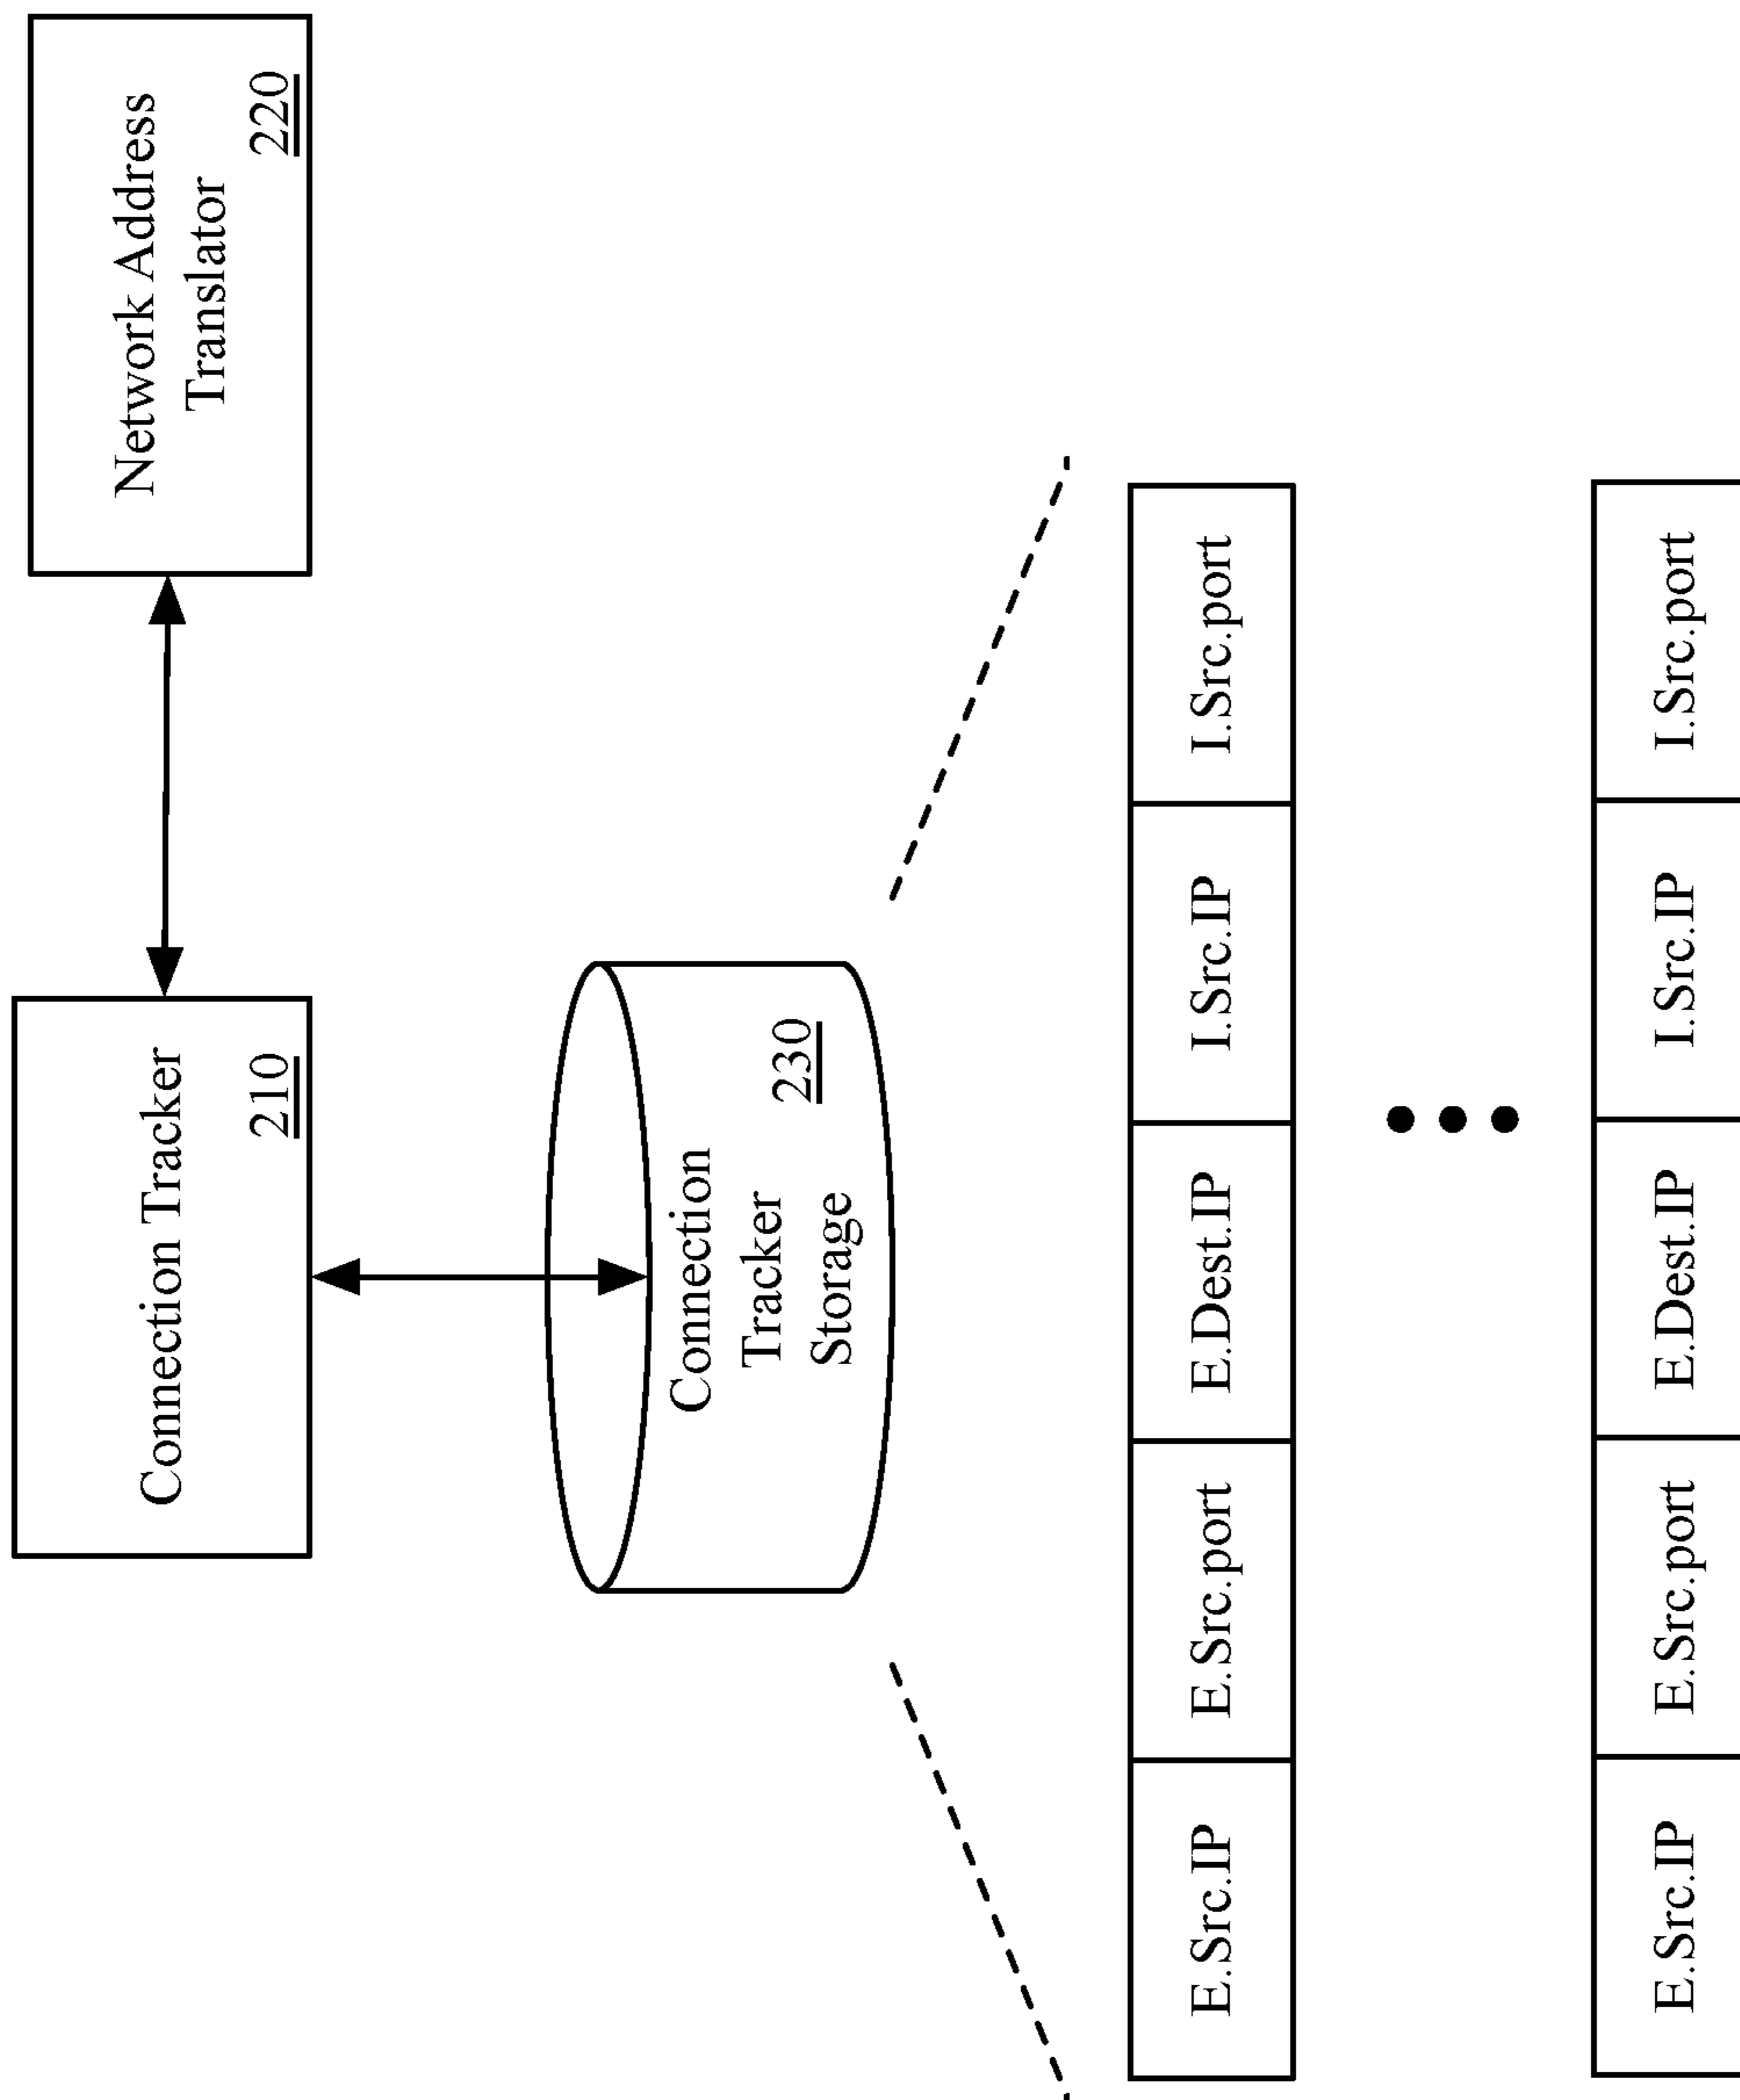 Connection Tracker
210
Network Address
Translator
220
Connection
Tracker
Storage
230
E.Src.IP
E.Src.port
E.Dest.IP
I.Src.IP
I.Src.port
E.Src.IP
E.Src.port
E.Dest.IP
I.Src.IP
I.Src.port